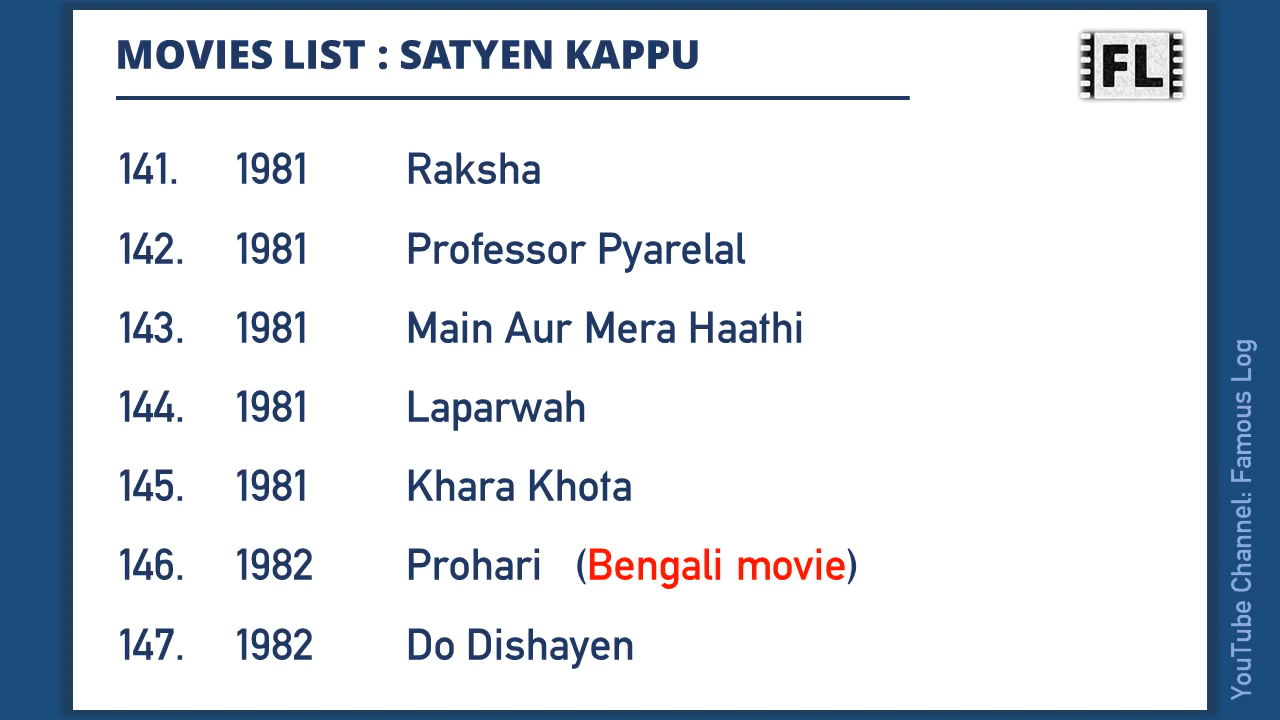 MOVIES LIST : SATYEN KAPPU
FL
141. 1981 Raksha
142. 1981 Professor Pyarelal
143. 1981 Main Aur Mera Haathi
144. 1981 Laparwah
145. 1981 Khara Khota
146. 1982 Prohari (Bengali movie)
147. 1982 Do Dishayen
YouTube Channel: Famous Log